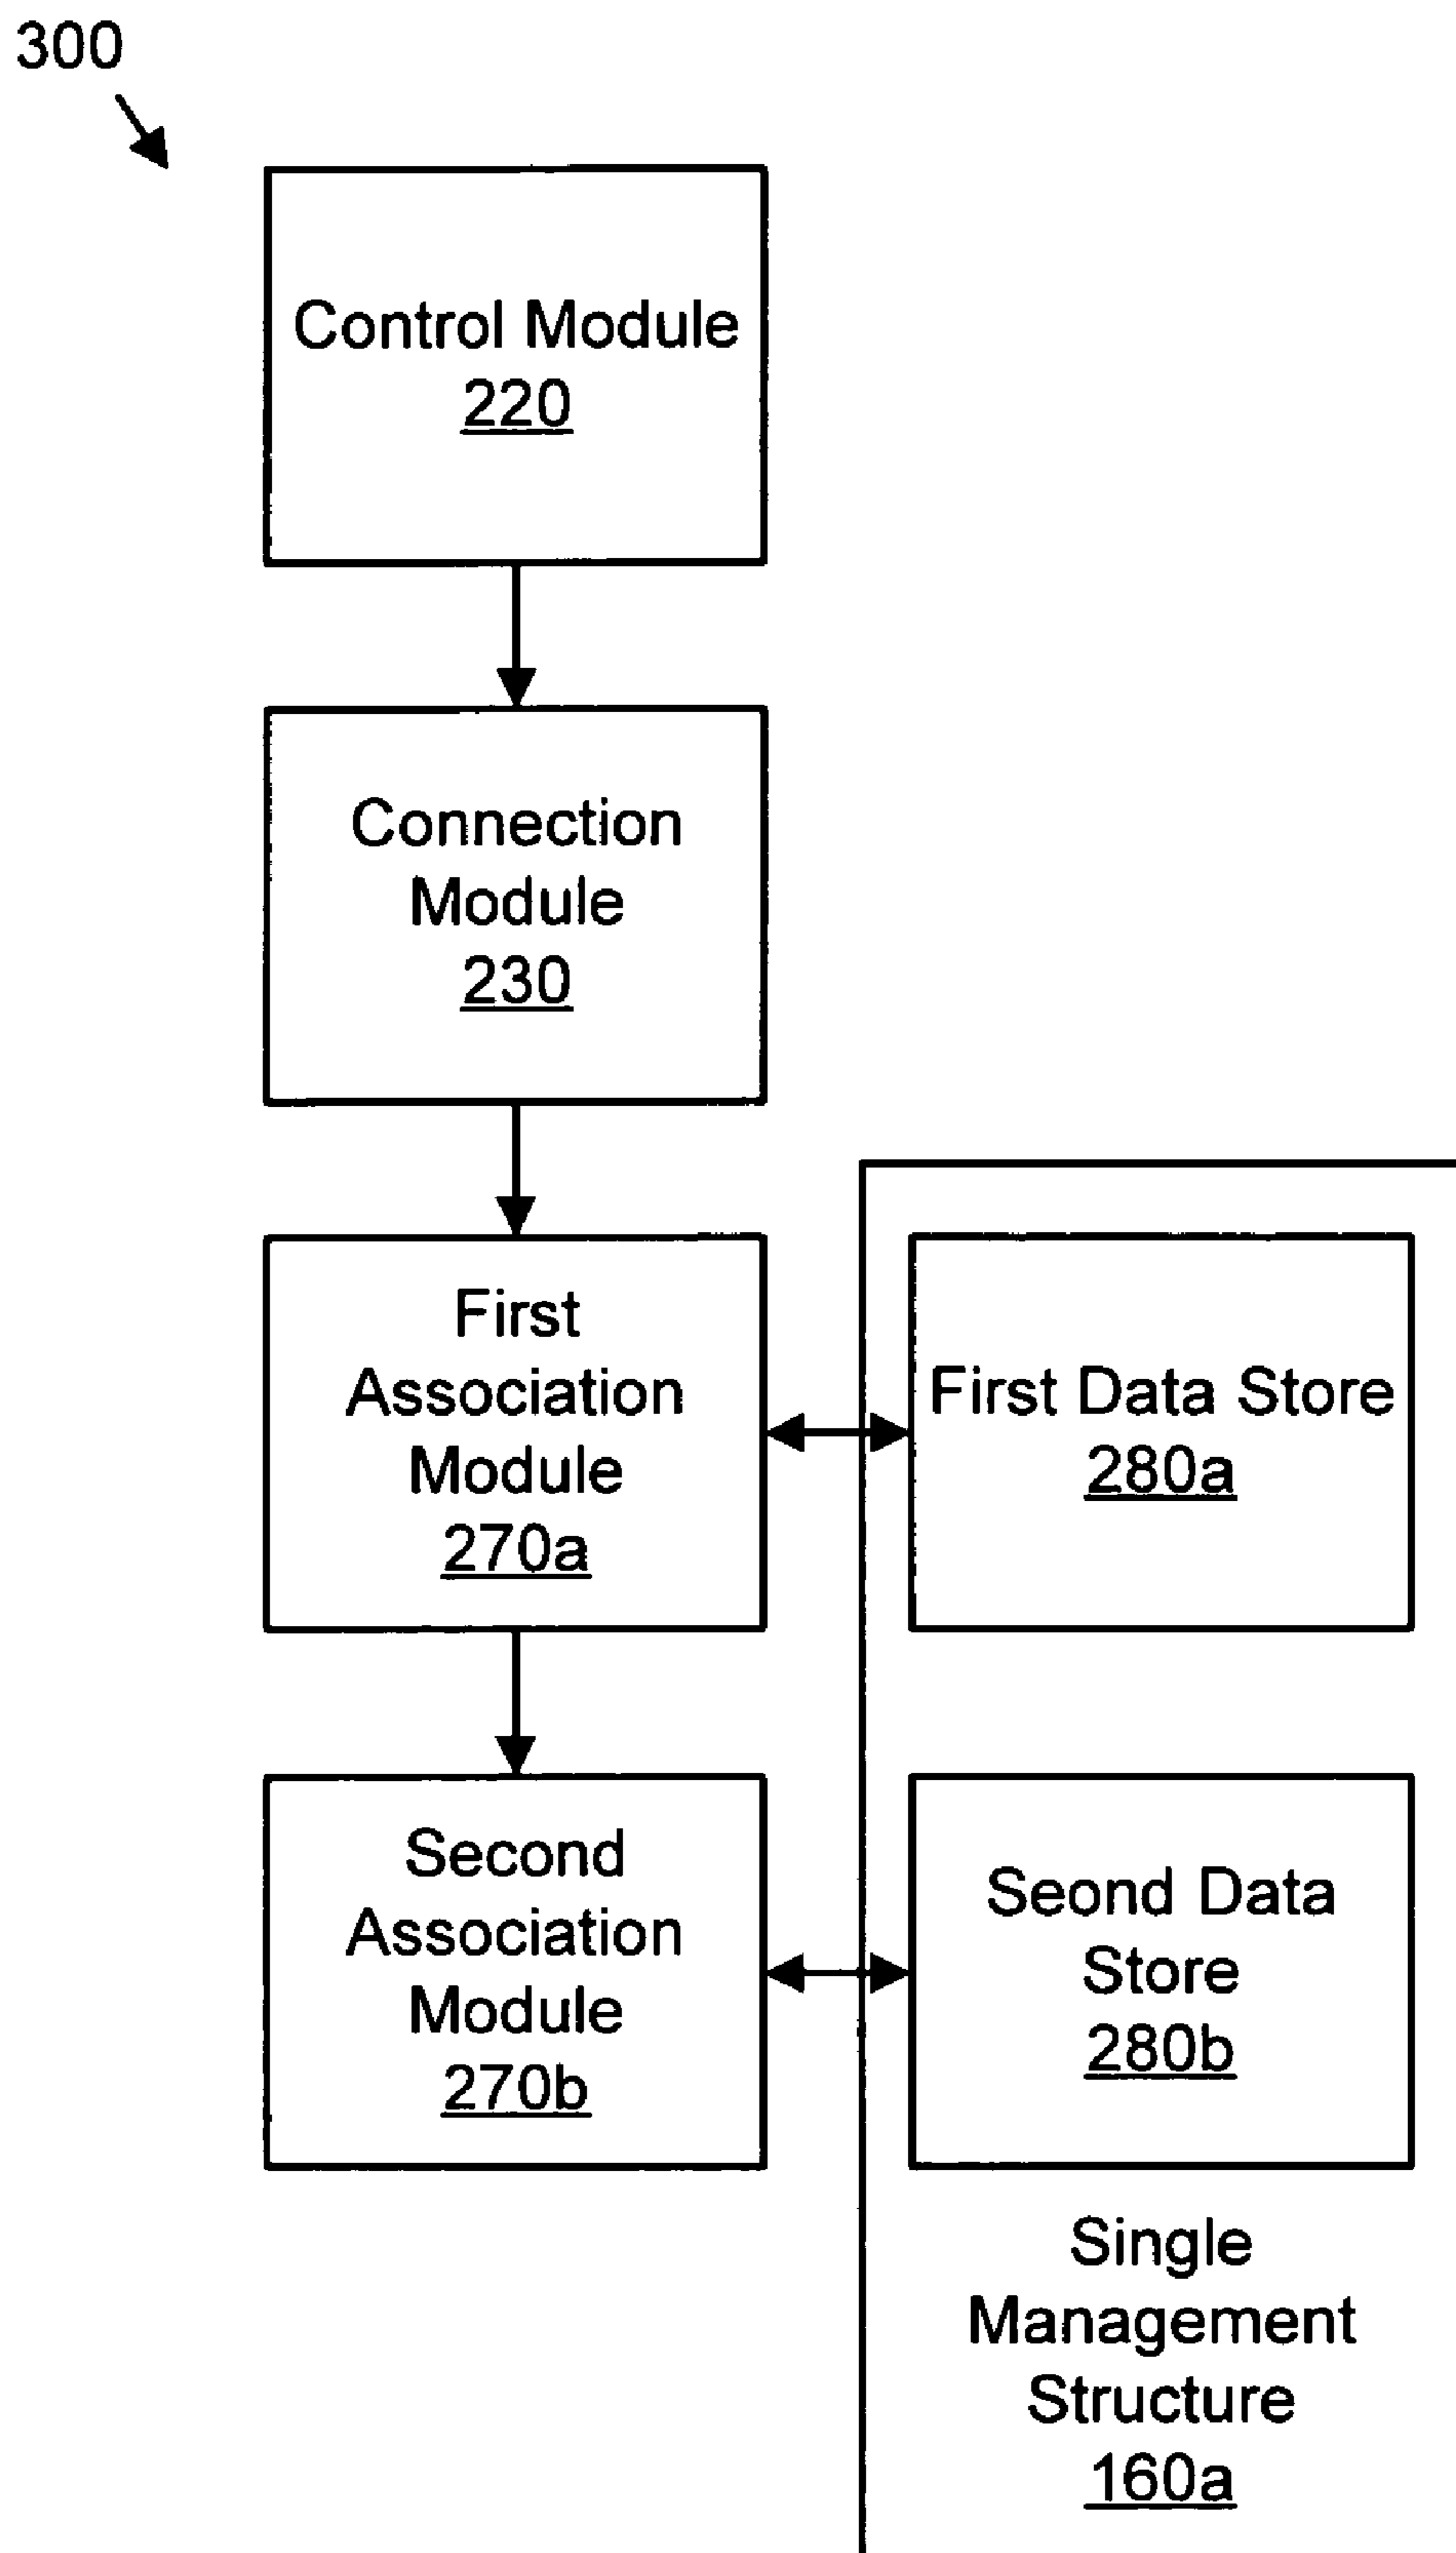 300
Control Module
220
Connection
Module
230
First
Association
Module
270a
First Data Store
280a
Second
Association
Module
270b
Seond Data
Store
280b
Single
Management
Structure
160a